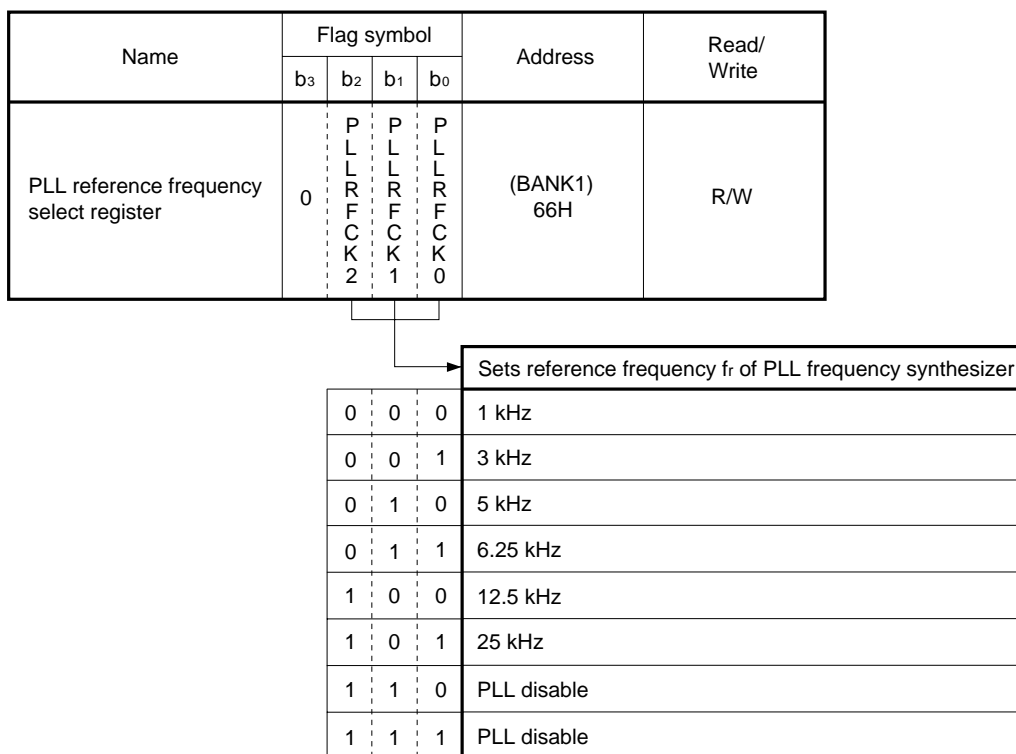 Name
Flag symbol
Address
Read/
Write
b3 b2 b1 b0
PLL reference frequency
select register
0
PLLRFCK2
PLLRFCK1
PLLRFCK0
(BANK1)
66H
R/W
Sets reference frequency fr of PLL frequency synthesizer
0 0 0 1 kHz
0 0 1 3 kHz
0 1 0 5 kHz
0 1 1 6.25 kHz
1 0 0 12.5 kHz
1 0 1 25 kHz
1 1 0 PLL disable
1 1 1 PLL disable